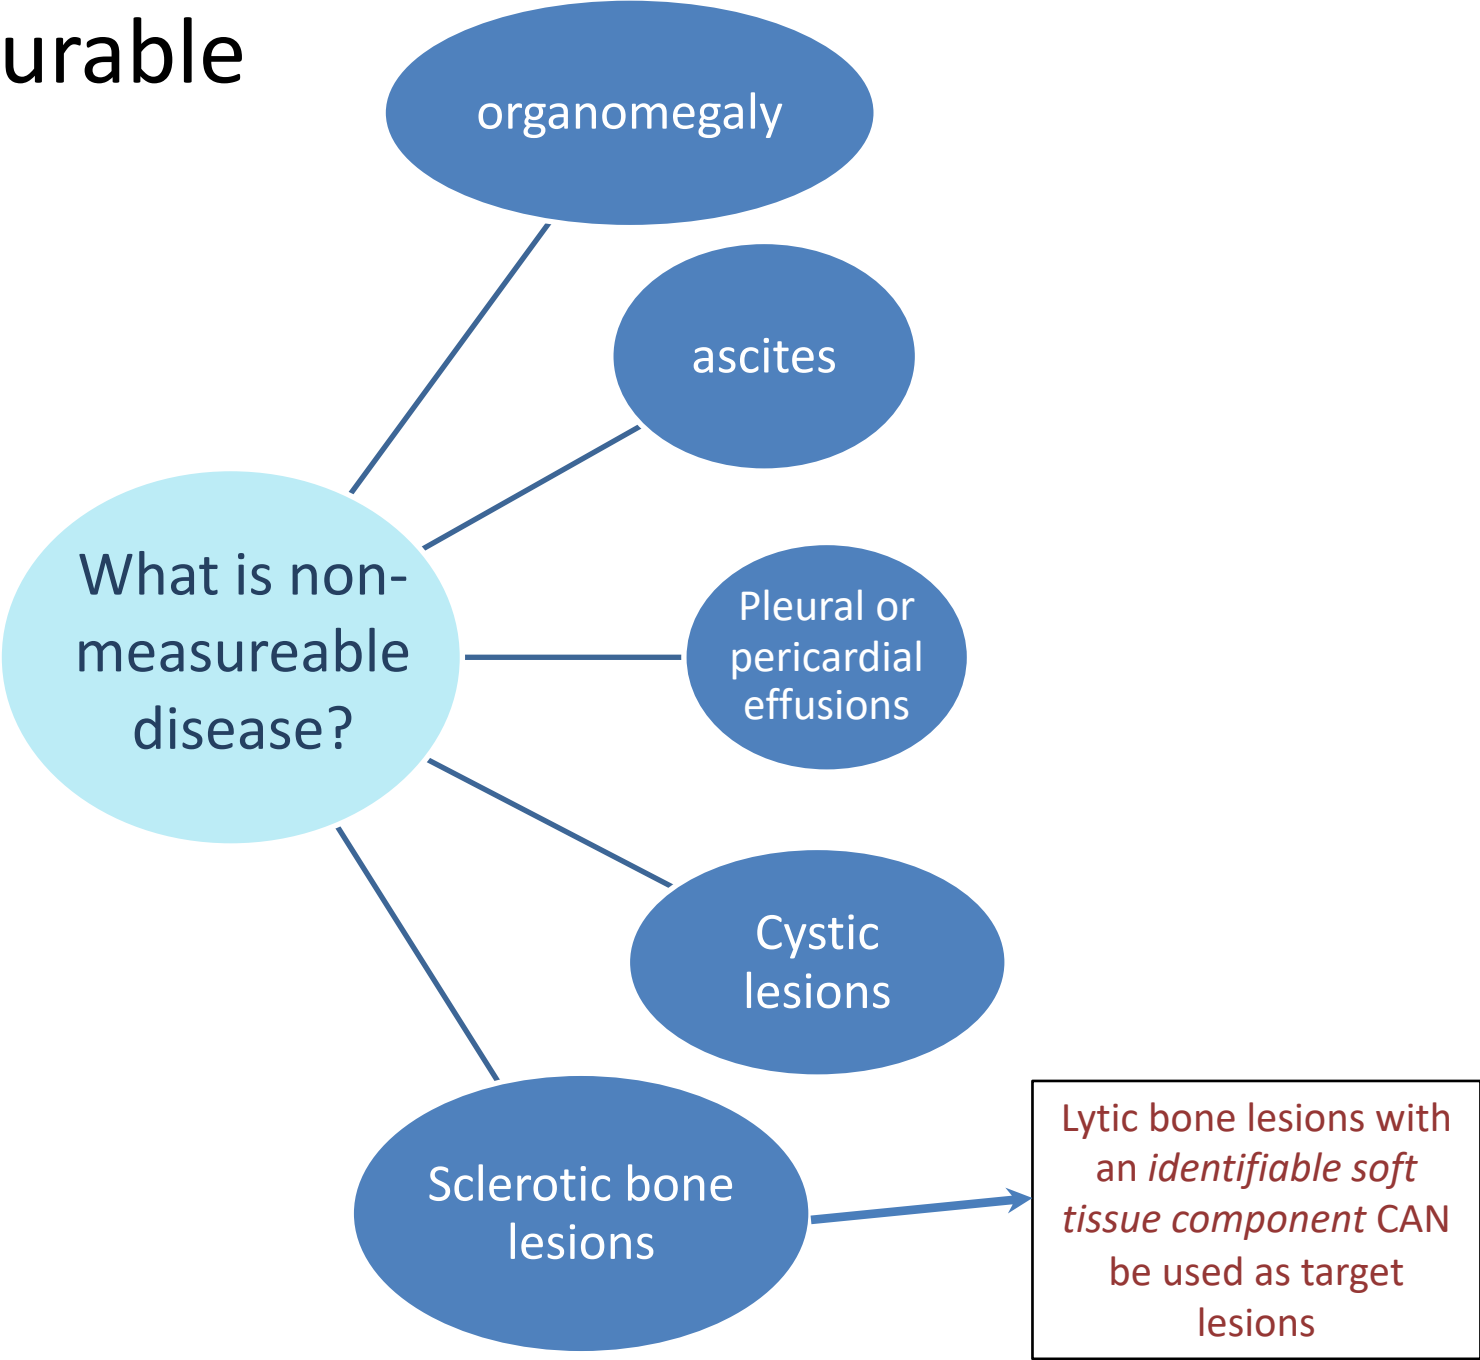 urable
organomegaly
ascites
What is non-
measureable
disease?
Pleural or
pericardial
effusions
Cystic
lesions
Sclerotic bone
lesions
Lytic bone lesions with
an identifiable soft
tissue component CAN
be used as target
lesions